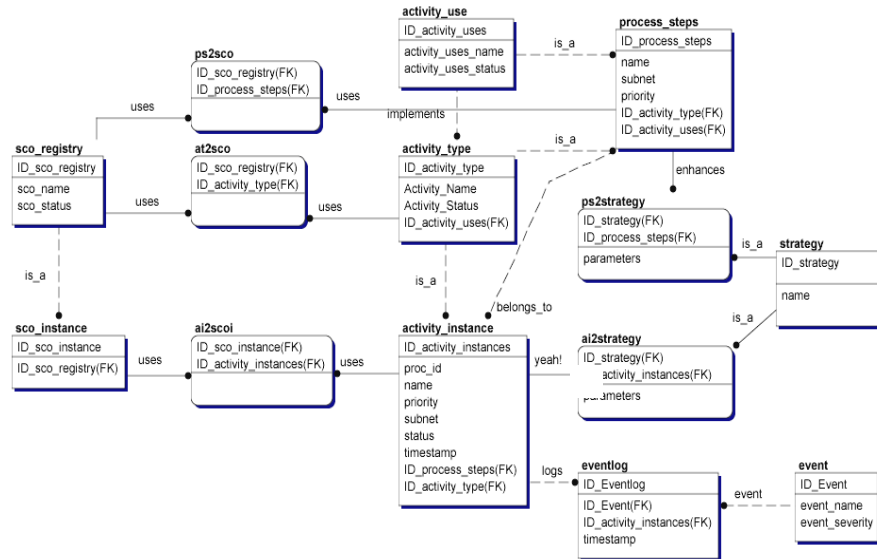 activity_use
ID_activity_uses
activity_uses_name
activity_uses_status
is_a
process_steps
ID_process_steps
name
subnet
priority
ID_activity_type(FK)
ID_activity_uses(FK)
ps2sco
ID_sco_registry(FK)
ID_process_steps(FK)
uses
uses
implements
sco_registry
ID_sco_registry
sco_name
sco_status
at2sco
ID_sco_registry(FK)
ID_activity_type(FK)
uses
uses
activity_type
ID_activity_type
Activity_Name
Activity_Status
ID_activity_uses(FK)
is_a
enhances
ps2strategy
ID_strategy(FK)
ID_process_steps(FK)
parameters
is_a
strategy
ID_strategy
name
is_a
is_a
is_a
belongs_to
sco_instance
ID_sco_instance
ID_sco_registry(FK)
uses
ai2scoi
ID_sco_instance(FK)
ID_activity_instances(FK)
uses
activity_instance
ID_activity_instances
proc_id
name
priority
subnet
status
timestamp
ID_process_steps(FK)
ID_activity_type(FK)
yeah!
ai2strategy
ID_strategy(FK)
activity_instances(FK)
parameters
logs
eventlog
ID_Eventlog
ID_Event(FK)
ID_activity_instances(FK)
timestamp
event
event
ID_Event
event_name
event_severity